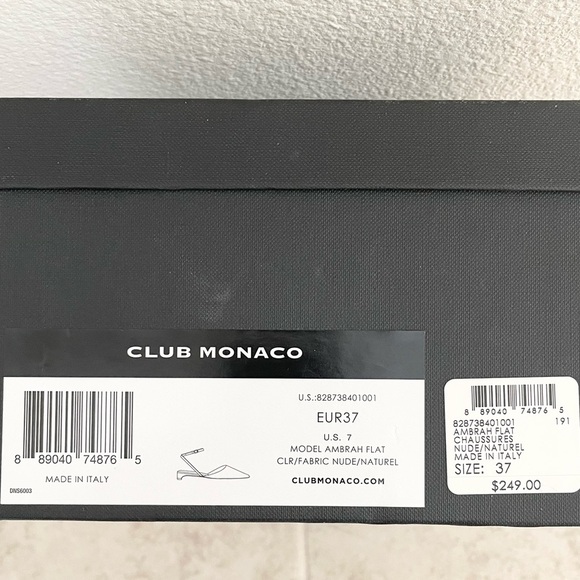 CLUB MONACO
U.S.:828738401001
EUR37
U.S. 7
MODEL AMBRAH FLAT
CLR/FABRIC NUDE/NATUREL
CLUBMONACO.COM
8 89040 74876 5
MADE IN ITALY
DNS6003
8 89040 74876 5
828738401001 191
AMBRAH FLAT
CHAUSSURES
NUDE/NATUREL
MADE IN ITALY
SIZE: 37
$249.00